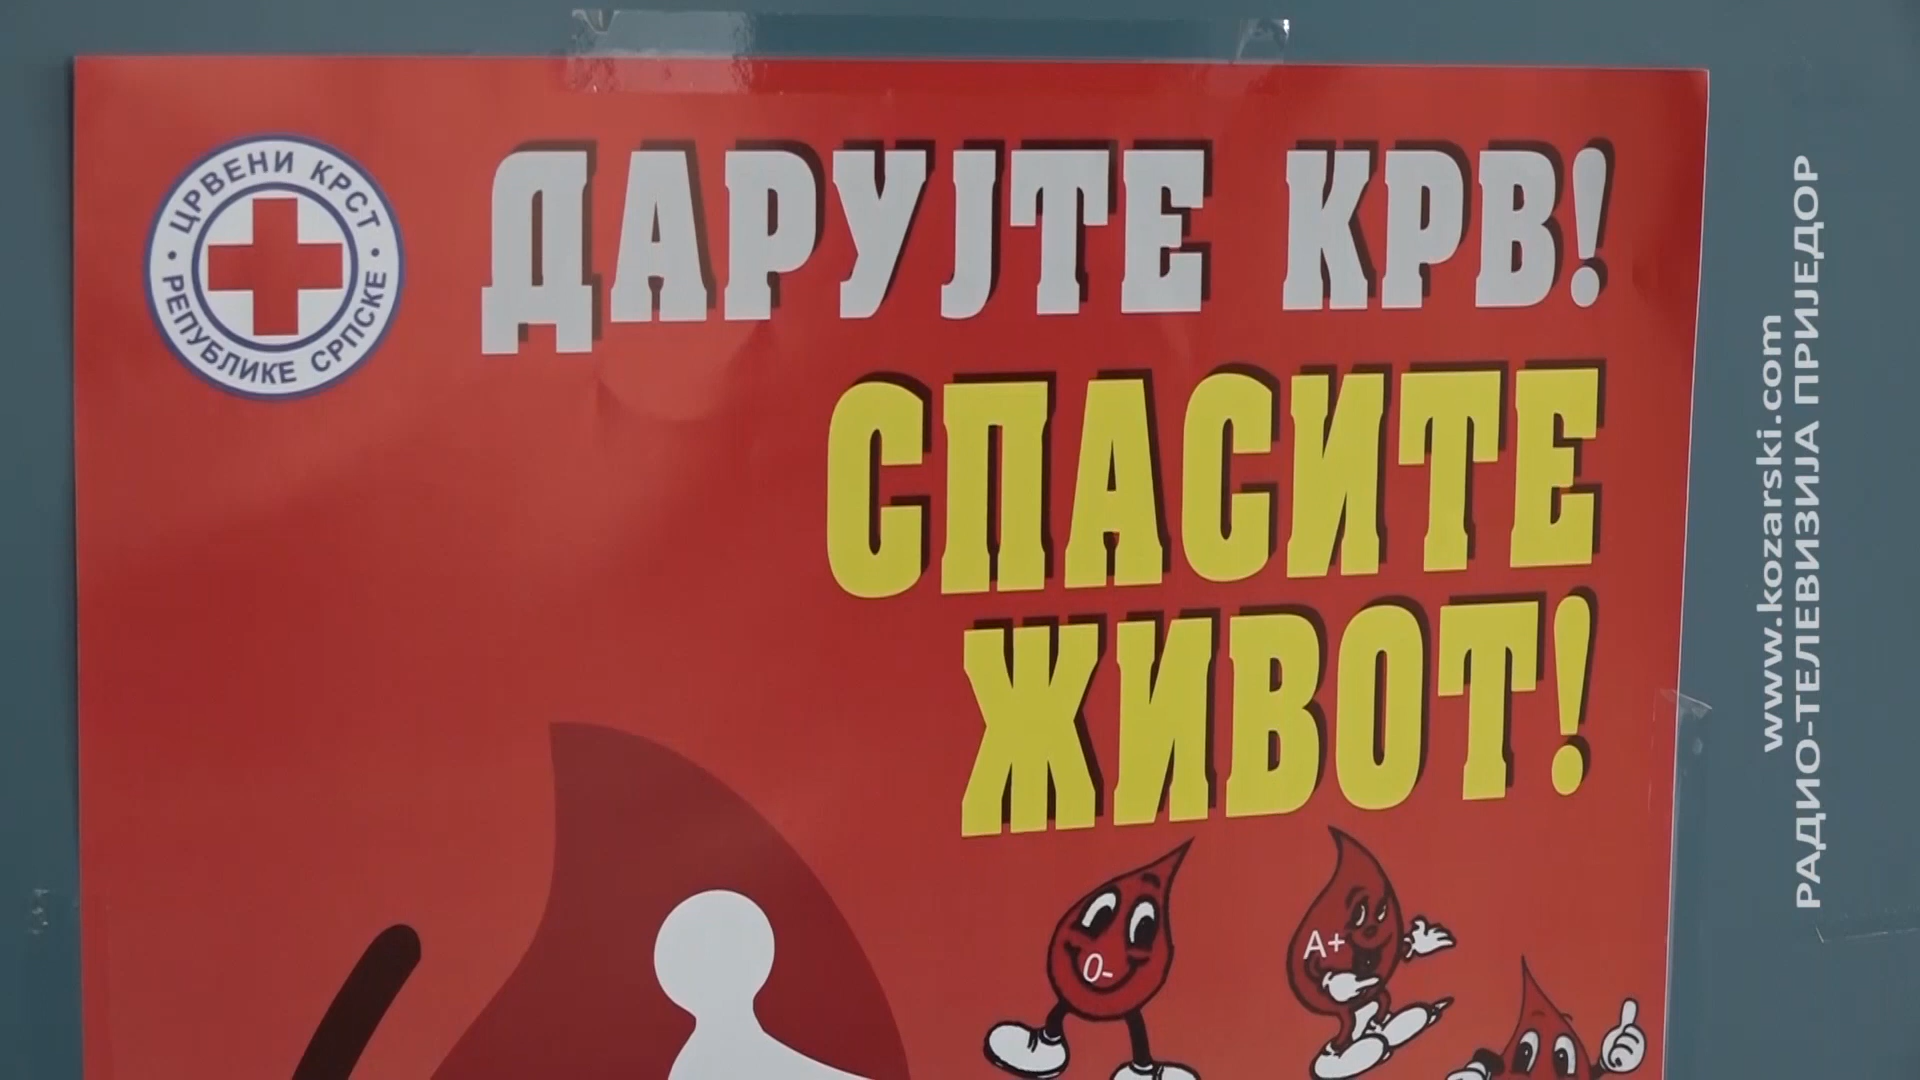 ЦРВЕНИ КРСТ
РЕПУБЛИКЕ СРПСКЕ
ДАРУЈТЕ КРВ!
СПАСИТЕ
ЖИВОТ!
0-
A+
www.kozarski.com
РАДИО-ТЕЛЕВИЗИЈА ПРИЈЕДОР